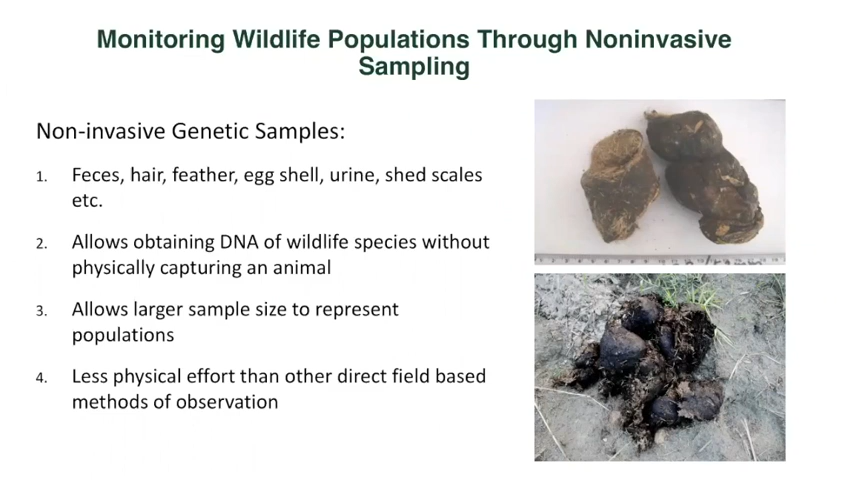 Monitoring Wildlife Populations Through Noninvasive
Sampling
Non-invasive Genetic Samples:
1. Feces, hair, feather, egg shell, urine, shed scales
etc.
2. Allows obtaining DNA of wildlife species without
physically capturing an animal
3. Allows larger sample size to represent
populations
4. Less physical effort than other direct field based
methods of observation